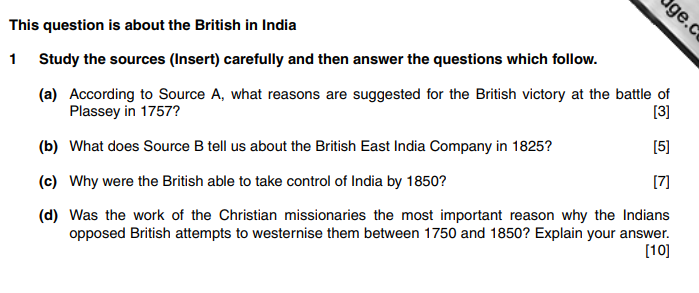 This question is about the British in India
1 Study the sources (Insert) carefully and then answer the questions which follow.
(a) According to Source A, what reasons are suggested for the British victory at the battle of
Plassey in 1757? [3]
(b) What does Source B tell us about the British East India Company in 1825? [5]
(c) Why were the British able to take control of India by 1850? [7]
(d) Was the work of the Christian missionaries the most important reason why the Indians
opposed British attempts to westernise them between 1750 and 1850? Explain your answer.
[10]